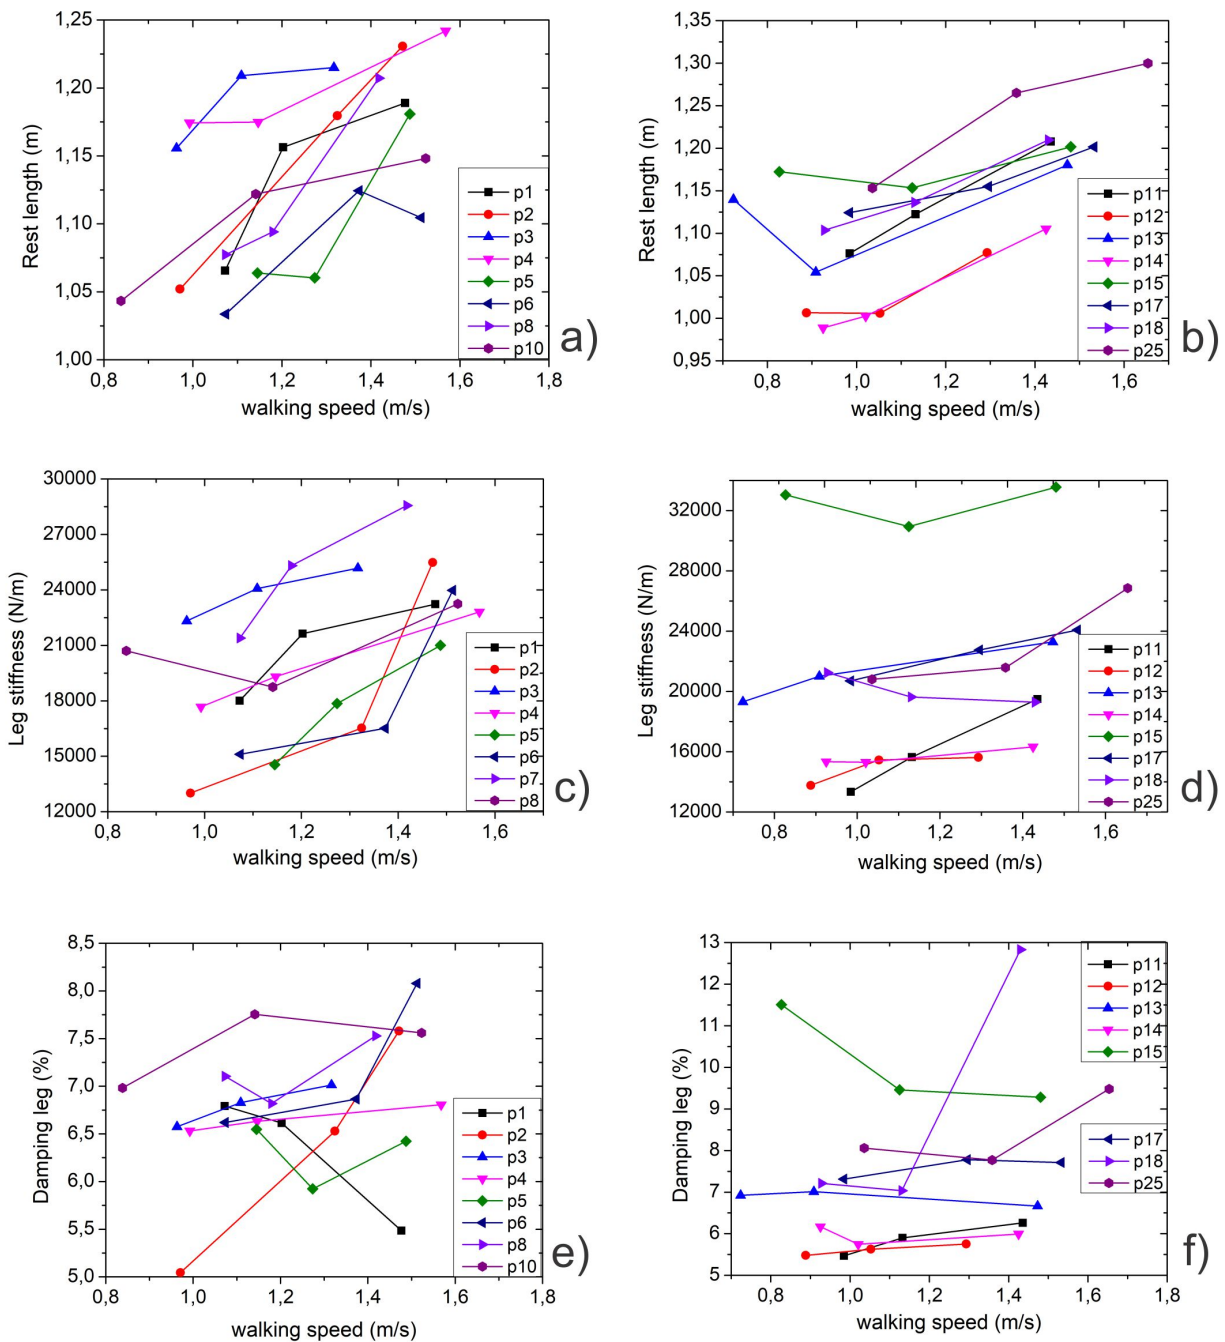 1,25
1,20
1,15
1,10
1,05
1,00
Rest length (m)
0,8 1,0 1,2 1,4 1,6 1,8
walking speed (m/s)
p1
p2
p3
p4
p5
p6
p8
p10
a)
1,35
1,30
1,25
1,20
1,15
1,10
1,05
1,00
0,95
Rest length (m)
0,8 1,0 1,2 1,4 1,6
walking speed (m/s)
p11
p12
p13
p14
p15
p17
p18
p25
b)
30000
27000
24000
21000
18000
15000
12000
Leg stiffness (N/m)
0,8 1,0 1,2 1,4 1,6
walking speed (m/s)
p1
p2
p3
p4
p5
p6
p7
p8
c)
32000
28000
24000
20000
16000
12000
Leg stiffness (N/m)
0,8 1,0 1,2 1,4 1,6
walking speed (m/s)
p11
p12
p13
p14
p15
p17
p18
p25
d)
8,5
8,0
7,5
7,0
6,5
6,0
5,5
5,0
Damping leg (%)
0,8 1,0 1,2 1,4 1,6 1,8
walking speed (m/s)
p1
p2
p3
p4
p5
p6
p8
p10
e)
13
12
11
10
9
8
7
6
5
Damping leg (%)
0,8 1,0 1,2 1,4 1,6 1,8
walking speed (m/s)
p11
p12
p13
p14
p15
p17
p18
p25
f)